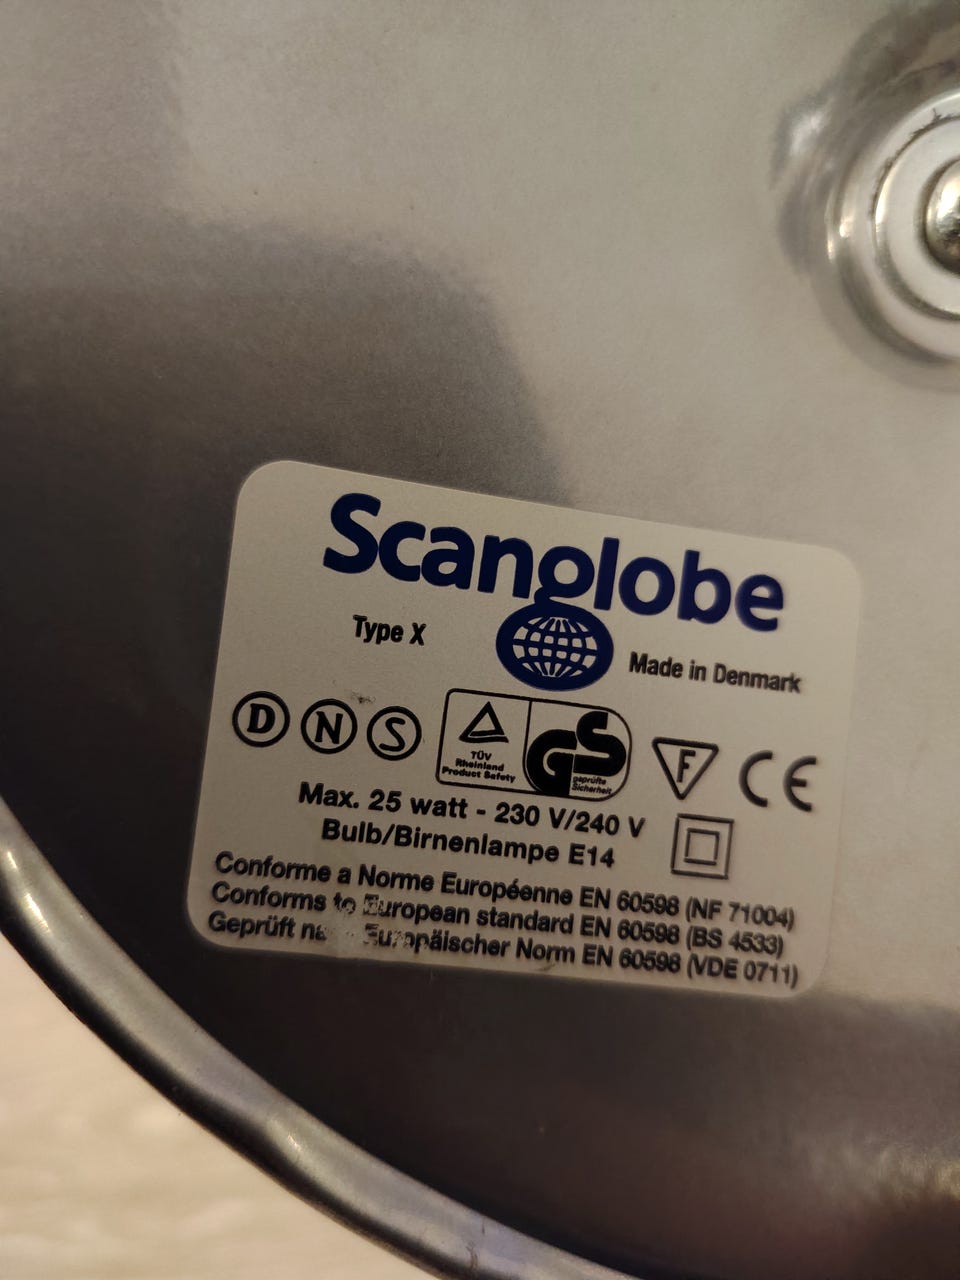 Scanglobe
Type X
Made in Denmark
D N S
TÜV
Rheinland
Product Safety
GS
geprüfte
Sicherheit
F
CE
Max. 25 watt - 230 V/240 V
Bulb/Birnenlampe E14
Conforme a Norme Européenne EN 60598 (NF 71004)
Conforms to European standard EN 60598 (BS 4533)
Geprüft Europäischer Norm EN 60598 (VDE 0711)